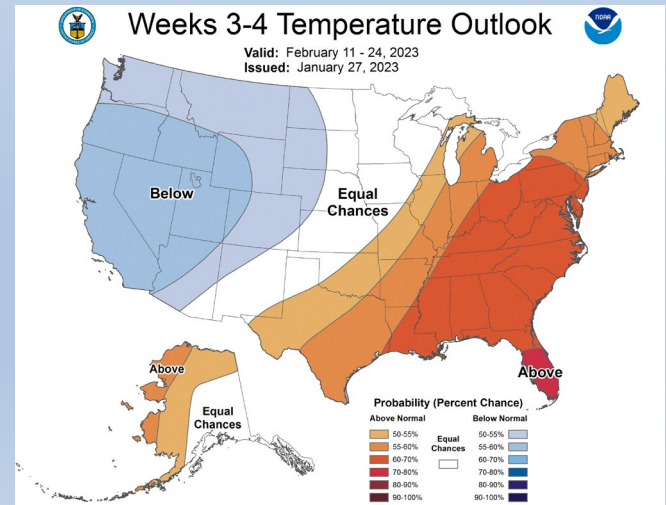 Weeks 3-4 Temperature Outlook
NOAA
Valid: February 11 - 24, 2023
Issued: January 27, 2023
Below
Equal
Chances
Above
Equal
Chances
Above
Probability (Percent Chance)
Above Normal
Below Normal
50-55%
55-60%
60-70%
70-80%
80-90%
90-100%
Equal
Chances
50-55%
55-60%
60-70%
70-80%
80-90%
90-100%